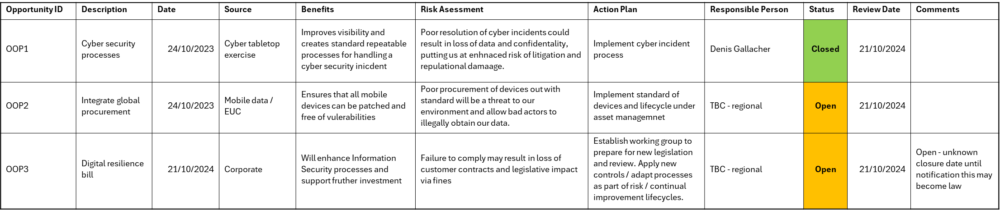 Opportunity ID Description Date Source Benefits Risk Asessment Action Plan Responsible Person Status Review Date Comments
OOP1
Cyber security
processes
24/10/2023
Cyber tabletop
exercise
Improves visibility and
creates standard repeatable
processes for handling a
cyber security inicdent
Poor resolution of cyber incidents could
result in loss of data and confidentality,
putting us at enhnaced risk of litigation and
repulational damaage.
Implement cyber incident
process
Denis Gallacher
Closed
21/10/2024
OOP2
Integrate global
procurement
24/10/2023
Mobile data /
EUC
Ensures that all mobile
devices can be patched and
free of vulerabilities
Poor procurement of devices out with
standard will be a threat to our
environment and allow bad actors to
illegally obtain our data.
Implement standard of
devices and lifecycle under
asset managemnet
TBC - regional
Open
21/10/2024
OOP3
Digital resilience
bill
21/10/2024
Corporate
Will enhance Information
Security processes and
support fruther investment
Failure to comply may result in loss of
customer contracts and legislative impact
via fines
Establish working group to
prepare for new legislation
and review. Apply new
controls / adapt processes
as part of risk / continual
improvement lifecycles.
TBC - regional
Open
21/10/2024
Open - unknown
closure date until
notification this may
become law